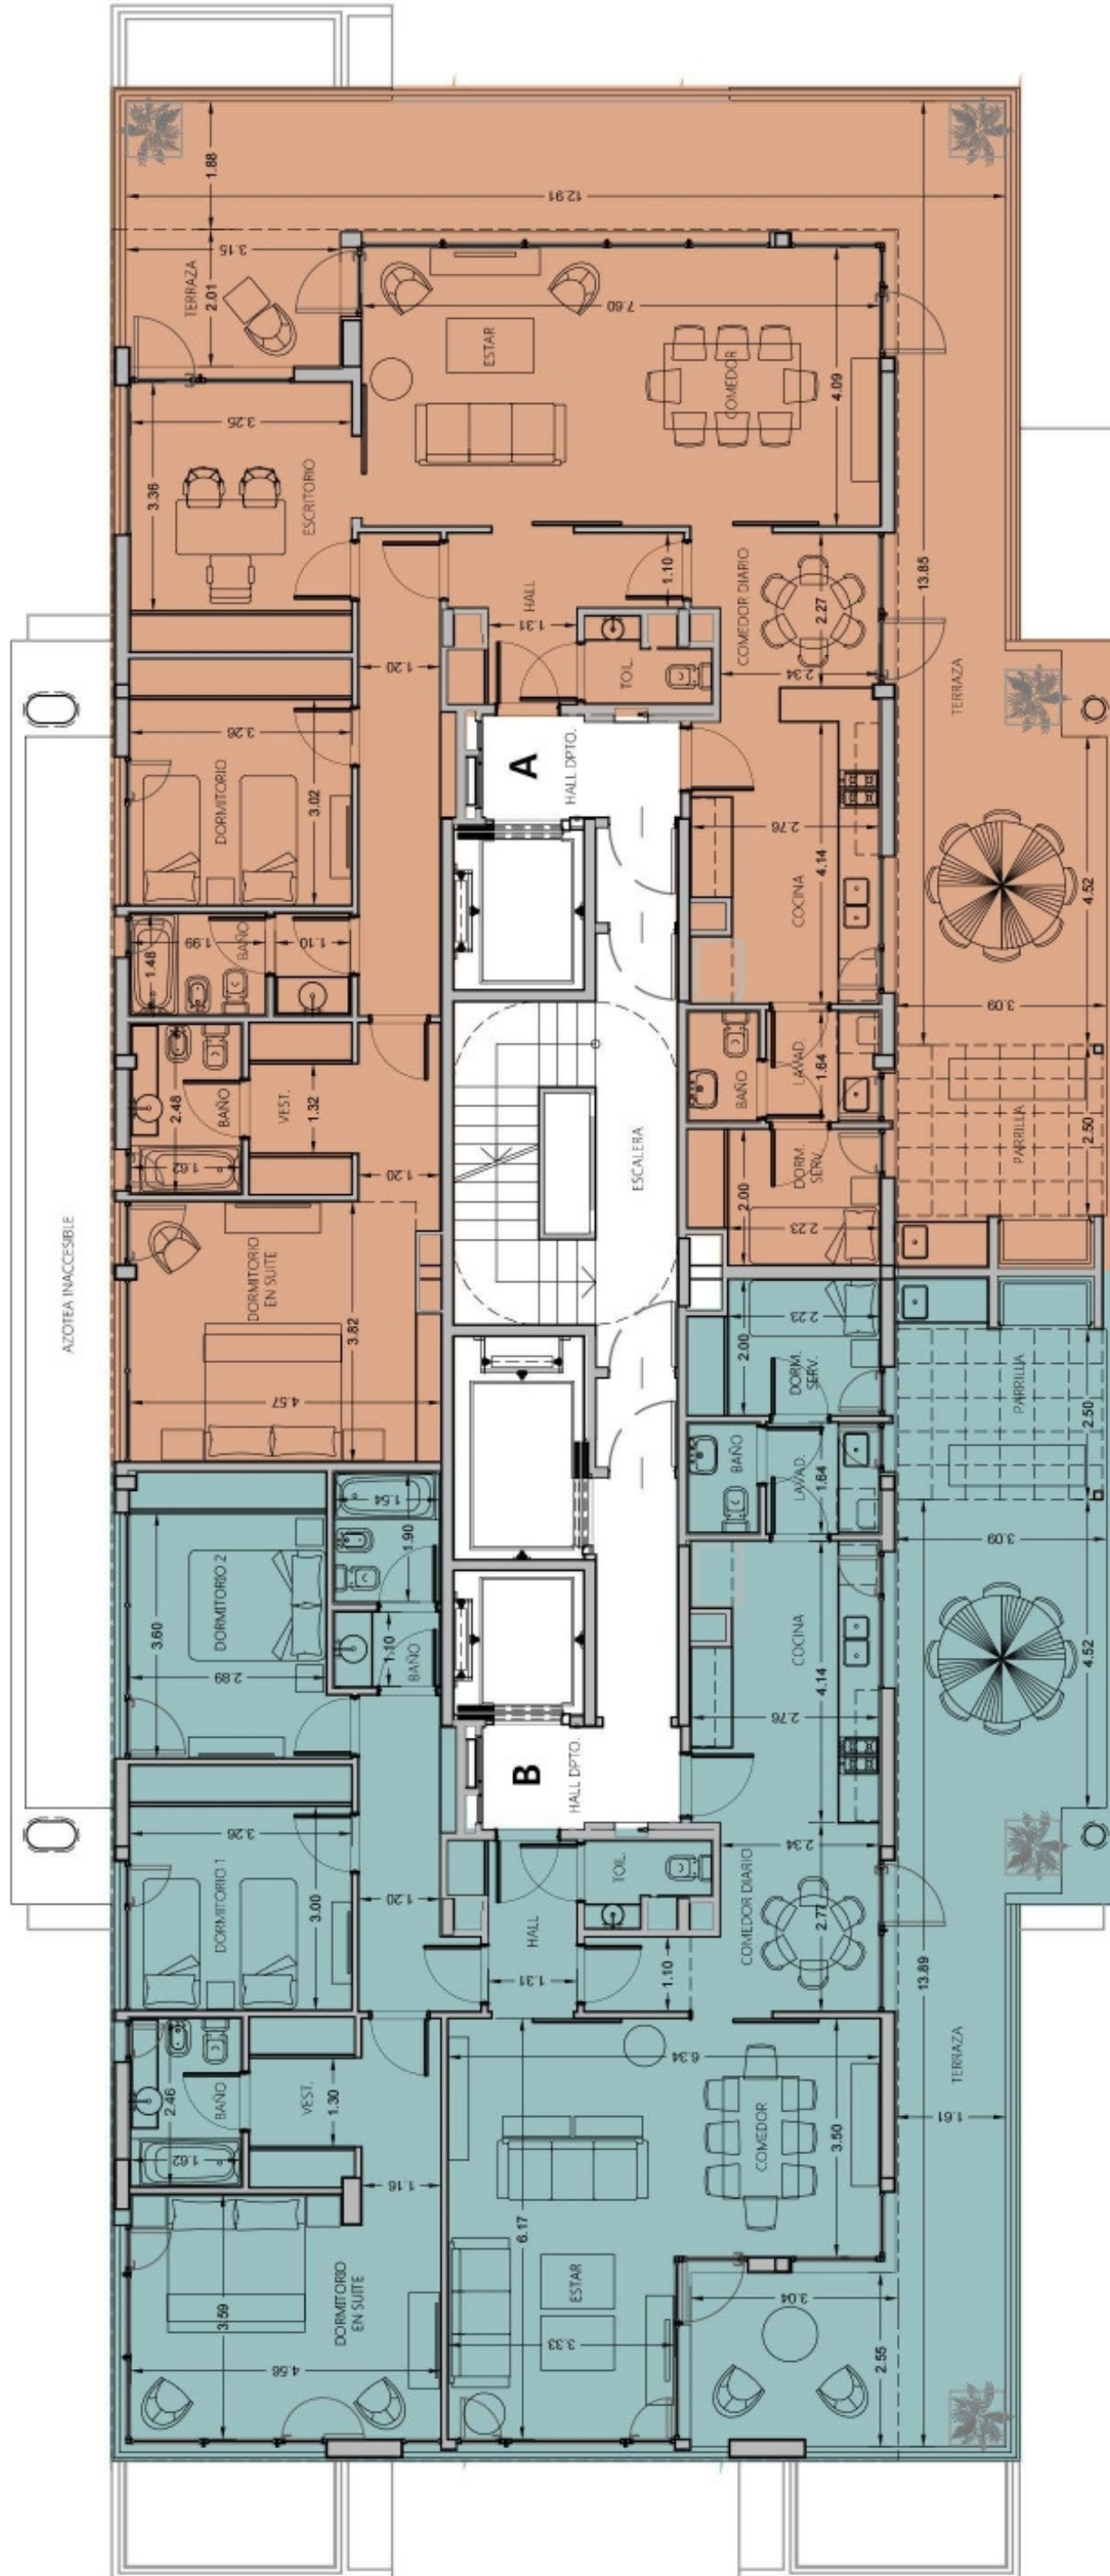 AZOTEA INACCESIBLE
3.59
4.56
DORMITORIO
EN SUITE
1.62
2.46
BAÑO
VEST.
1.30
1.16
3.26
DORMITORIO 1
3.00
1.20
3.60
2.89
DORMITORIO 2
1.54
1.90
1.10
BAÑO
4.57
DORMITORIO
EN SUITE
3.82
1.20
1.62
2.48
BAÑO
VEST.
1.32
1.48
1.99
BAÑO
1.10
3.26
DORMITORIO
3.02
1.20
3.36
3.25
ESCRITORIO
TERRAZA
2.01
3.15
1.88
12.91
6.17
3.33
ESTAR
6.34
COMEDOR
3.50
3.04
2.55
HALL
1.31
1.10
TOIL.
B
HALL DPTO.
ESCALERA
A
HALL DPTO.
HALL
1.31
1.10
TOIL.
ESTAR
7.60
COMEDOR
4.09
COMEDOR DIARIO
2.77
2.34
COCINA
4.14
2.76
BAÑO
LAVAD.
1.64
DORM.
SERV.
2.00
2.23
DORM.
SERV.
2.00
2.23
BAÑO
LAVAD.
1.64
COCINA
4.14
2.76
COMEDOR DIARIO
2.27
2.34
TERRAZA
1.61
13.89
3.09
4.52
PARRILLA
2.50
PARRILLA
2.50
3.09
4.52
TERRAZA
13.85
TERRAZA